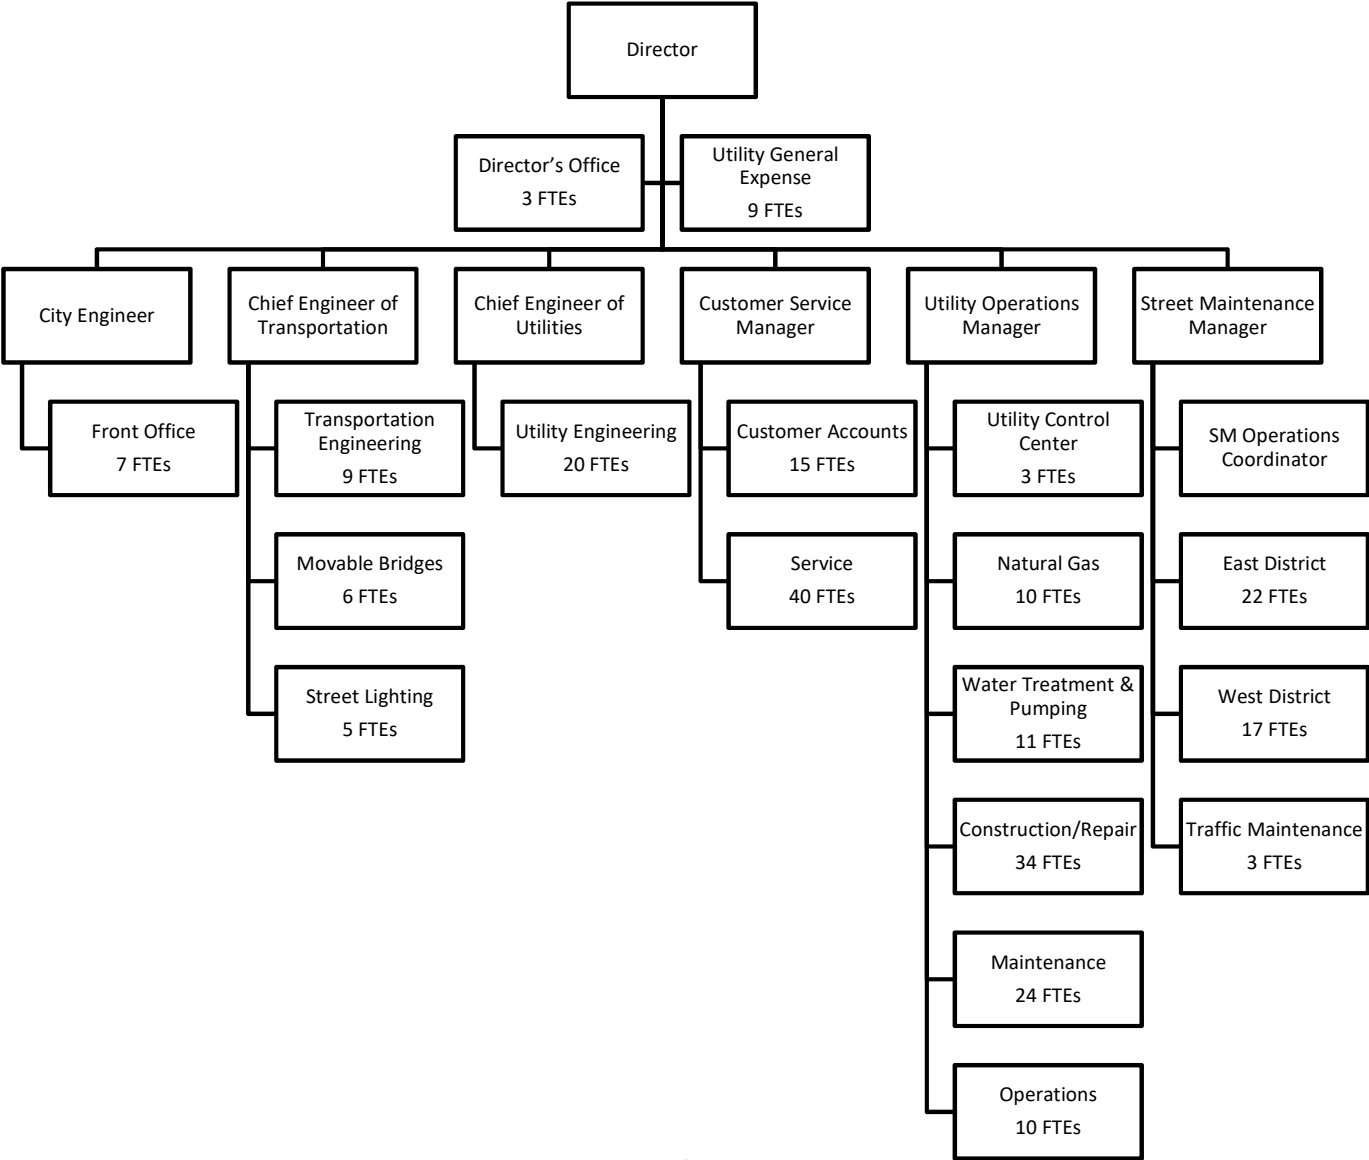 Director
Director’s Office
3 FTEs
Utility General
Expense
9 FTEs
City Engineer
Chief Engineer of
Transportation
Chief Engineer of
Utilities
Customer Service
Manager
Utility Operations
Manager
Street Maintenance
Manager
Front Office
7 FTEs
Transportation
Engineering
9 FTEs
Utility Engineering
20 FTEs
Customer Accounts
15 FTEs
Utility Control
Center
3 FTEs
SM Operations
Coordinator
Movable Bridges
6 FTEs
Service
40 FTEs
Natural Gas
10 FTEs
East District
22 FTEs
Street Lighting
5 FTEs
Water Treatment &
Pumping
11 FTEs
West District
17 FTEs
Construction/Repair
34 FTEs
Traffic Maintenance
3 FTEs
Maintenance
24 FTEs
Operations
10 FTEs